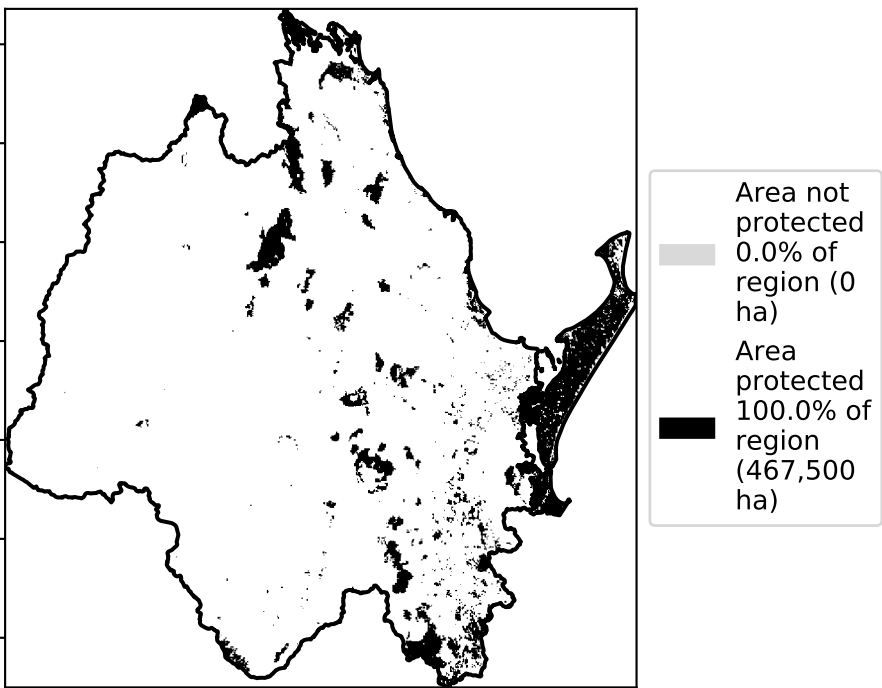 Area not
protected
0.0% of
region (0
ha)
Area
protected
100.0% of
region
(467,500
ha)